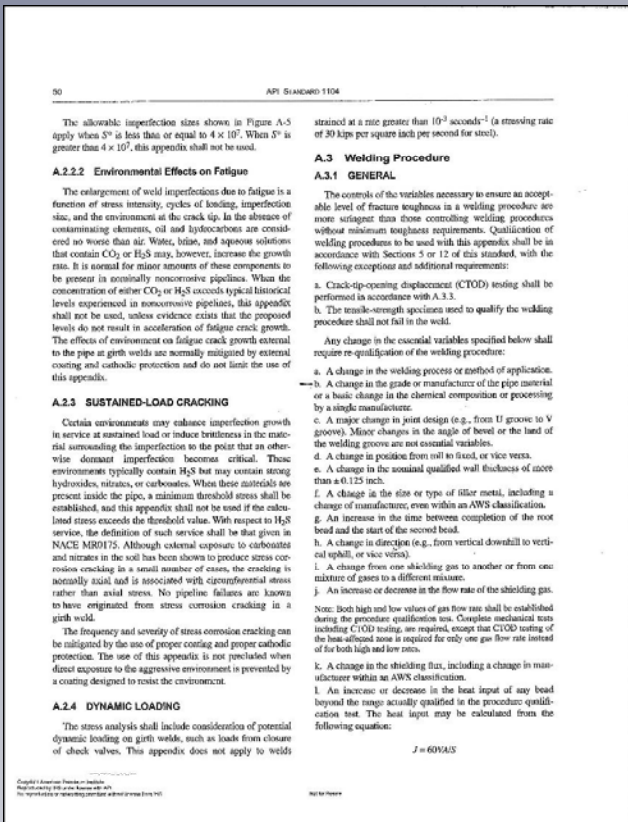 50
API STANDARD 1104
The allowable imperfection sizes shown in Figure A-5
apply when S* is less than or equal to 4 × 10⁷. When S* is
greater than 4 × 10⁷, this appendix shall not be used.
A.2.2.2 Environmental Effects on Fatigue
The enlargement of weld imperfections due to fatigue is a
function of stress intensity, cycles of loading, imperfection
size, and the environment at the crack tip. In the absence of
contaminating elements, oil and hydrocarbons are consid-
ered no worse than air. Water, brine, and aqueous solutions
that contain CO₂ or H₂S may, however, increase the growth
rate. It is normal for minor amounts of these components to
be present in nominally noncorrosive pipelines. When the
concentration of either CO₂ or H₂S exceeds typical historical
levels experienced in noncorrosive pipelines, this appendix
shall not be used, unless evidence exists that the proposed
levels do not result in acceleration of fatigue crack growth.
The effects of environment on fatigue crack growth external
to the pipe at girth welds are normally mitigated by external
coating and cathodic protection and do not limit the use of
this appendix.
A.2.3 SUSTAINED-LOAD CRACKING
Certain environments may enhance imperfection growth
in service at sustained load or induce brittleness in the mate-
rial surrounding the imperfection to the point that an other-
wise dormant imperfection becomes critical. These
environments typically contain H₂S but may contain strong
hydroxides, nitrates, or carbonates. When these materials are
present inside the pipe, a minimum threshold stress shall be
established, and this appendix shall not be used if the calcu-
lated stress exceeds the threshold value. With respect to H₂S
service, the definition of such service shall be that given in
NACE MR0175. Although external exposure to carbonates
and nitrates in the soil has been shown to produce stress cor-
rosion cracking in a small number of cases, the cracking is
normally axial and is associated with circumferential stress
rather than axial stress. No pipeline failures are known
to have originated from stress corrosion cracking in a
girth weld.
The frequency and severity of stress corrosion cracking can
be mitigated by the use of proper coating and proper cathodic
protection. The use of this appendix is not precluded when
direct exposure to the aggressive environment is prevented by
a coating designed to resist the environment.
A.2.4 DYNAMIC LOADING
The stress analysis shall include consideration of potential
dynamic loading on girth welds, such as loads from closure
of check valves. This appendix does not apply to welds
strained at a rate greater than 10⁻³ seconds⁻¹ (a stressing rate
of 30 kips per square inch per second for steel).
A.3 Welding Procedure
A.3.1 GENERAL
The controls of the variables necessary to ensure an accept-
able level of fracture toughness in a welding procedure are
more stringent than those controlling welding procedures
without minimum toughness requirements. Qualification of
welding procedures to be used with this appendix shall be in
accordance with Sections 5 or 12 of this standard, with the
following exceptions and additional requirements:
a. Crack-tip-opening displacement (CTOD) testing shall be
performed in accordance with A.3.3.
b. The tensile-strength specimen used to qualify the welding
procedure shall not fail in the weld.
Any change in the essential variables specified below shall
require re-qualification of the welding procedure:
a. A change in the welding process or method of application.
b. A change in the grade or manufacturer of the pipe material
or a basic change in the chemical composition or processing
by a single manufacturer.
c. A major change in joint design (e.g., from U groove to V
groove). Minor changes in the angle of bevel or the land of
the welding groove are not essential variables.
d. A change in position from roll to fixed, or vice versa.
e. A change in the nominal qualified wall thickness of more
than ±0.125 inch.
f. A change in the size or type of filler metal, including a
change of manufacturer, even within an AWS classification.
g. An increase in the time between completion of the root
bead and the start of the second bead.
h. A change in direction (e.g., from vertical downhill to verti-
cal uphill, or vice versa).
i. A change from one shielding gas to another or from one
mixture of gases to a different mixture.
j. An increase or decrease in the flow rate of the shielding gas.
Note: Both high and low values of gas flow rate shall be established
during the procedure qualification test. Complete mechanical tests
including CTOD testing, are required, except that CTOD testing of
the heat-affected zone is required for only one gas flow rate instead
of for both high and low rates.
k. A change in the shielding flux, including a change in man-
ufacturer within an AWS classification.
l. An increase or decrease in the heat input of any bead
beyond the range actually qualified in the procedure qualifi-
cation test. The heat input may be calculated from the
following equation:
J = 60VA/S
Copyright American Petroleum Institute